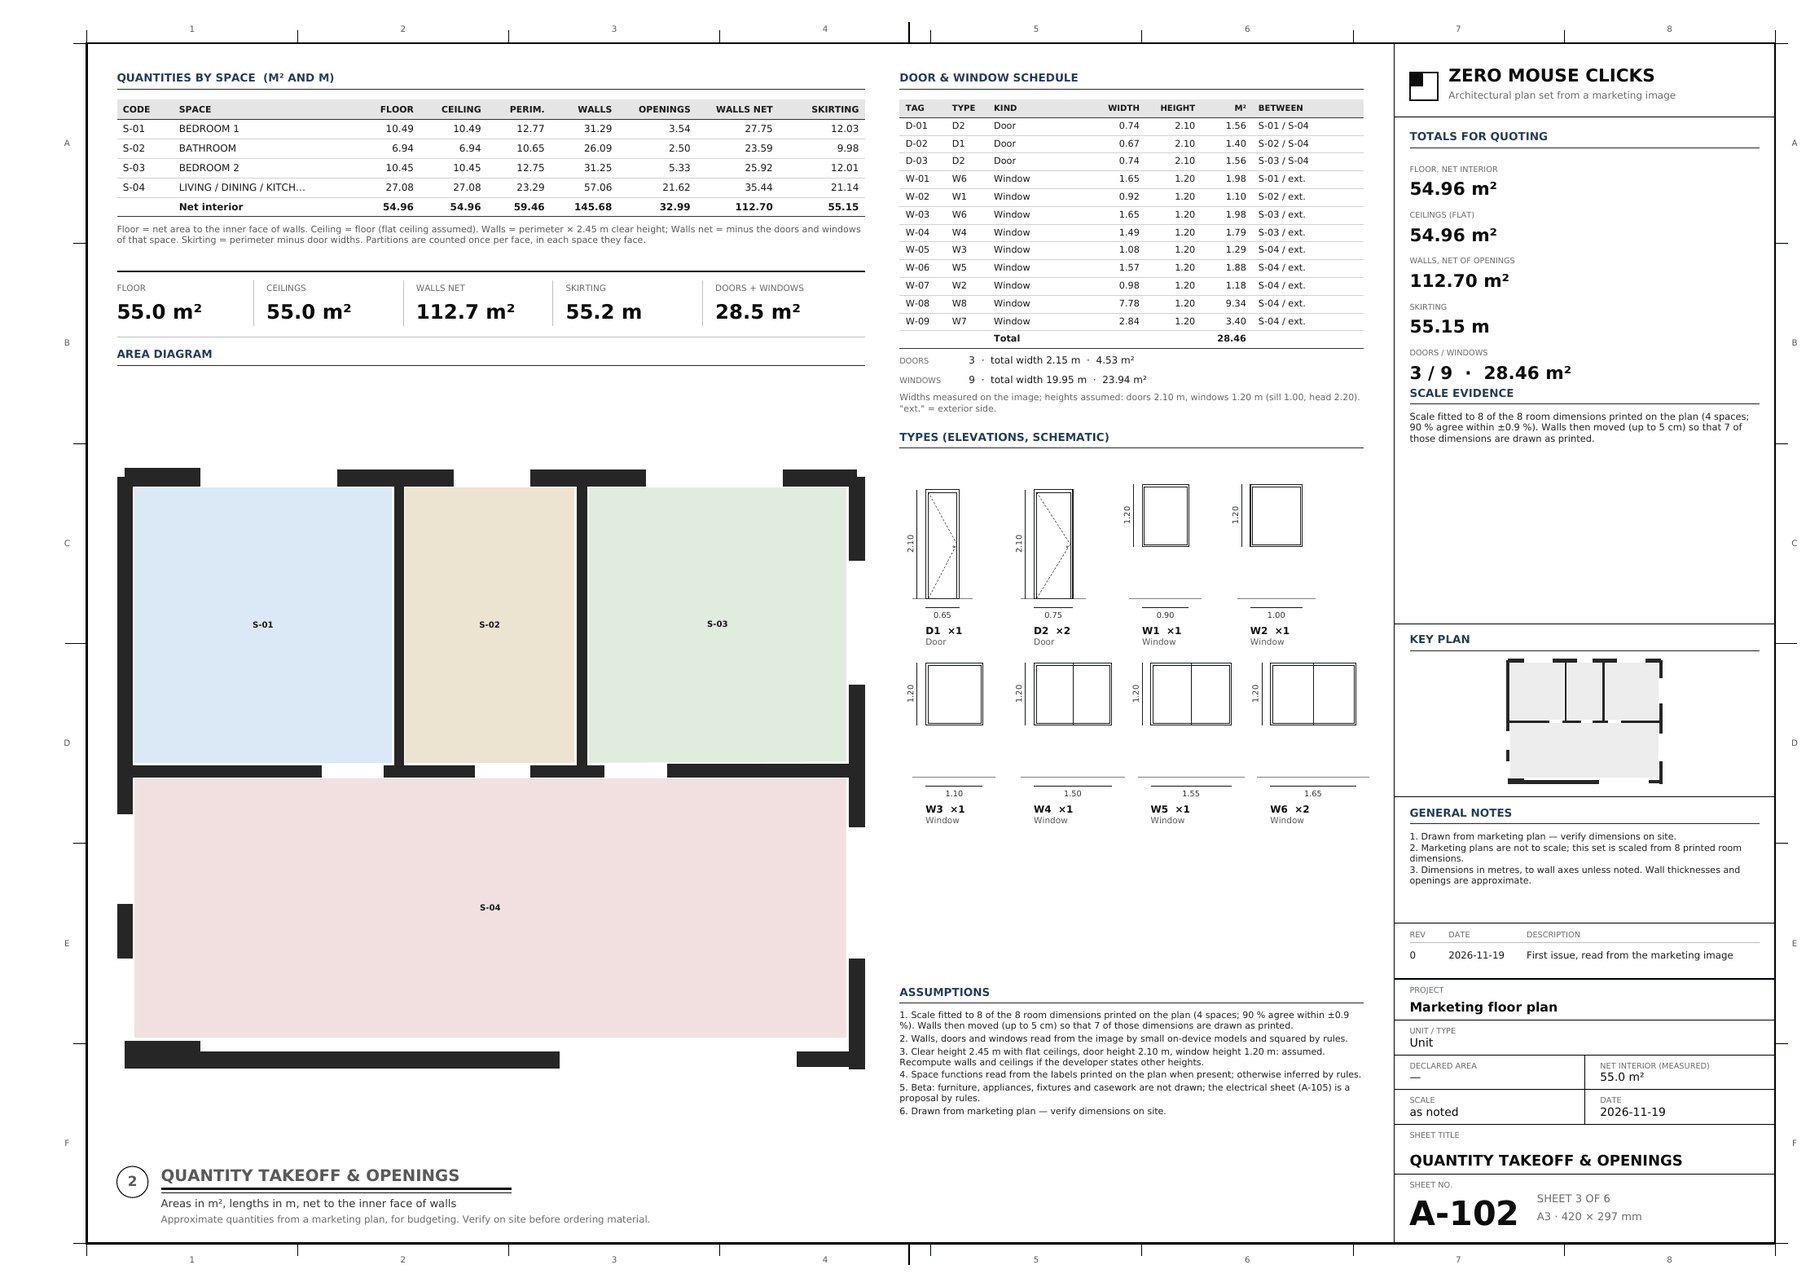 1 2 3 4 5 6 7 8
QUANTITIES BY SPACE (M² AND M)
CODE SPACE FLOOR CEILING PERIM. WALLS OPENINGS WALLS NET SKIRTING
S-01 BEDROOM 1 10.49 10.49 12.77 31.29 3.54 27.75 12.03
S-02 BATHROOM 6.94 6.94 10.65 26.09 2.50 23.59 9.98
S-03 BEDROOM 2 10.45 10.45 12.75 31.25 5.33 25.92 12.01
S-04 LIVING / DINING / KITCH… 27.08 27.08 23.29 57.06 21.62 35.44 21.14
Net interior 54.96 54.96 59.46 145.68 32.99 112.70 55.15
Floor = net area to the inner face of walls. Ceiling = floor (flat ceiling assumed). Walls = perimeter × 2.45 m clear height; Walls net = minus the doors and windows
of that space. Skirting = perimeter minus door widths. Partitions are counted once per face, in each space they face.
FLOOR CEILINGS WALLS NET SKIRTING DOORS + WINDOWS
55.0 m² 55.0 m² 112.7 m² 55.2 m 28.5 m²
AREA DIAGRAM
S-01 S-02 S-03
S-04
2
QUANTITY TAKEOFF & OPENINGS
Areas in m², lengths in m, net to the inner face of walls
Approximate quantities from a marketing plan, for budgeting. Verify on site before ordering material.
DOOR & WINDOW SCHEDULE
TAG TYPE KIND WIDTH HEIGHT M² BETWEEN
D-01 D2 Door 0.74 2.10 1.56 S-01 / S-04
D-02 D1 Door 0.67 2.10 1.40 S-02 / S-04
D-03 D2 Door 0.74 2.10 1.56 S-03 / S-04
W-01 W6 Window 1.65 1.20 1.98 S-01 / ext.
W-02 W1 Window 0.92 1.20 1.10 S-02 / ext.
W-03 W6 Window 1.65 1.20 1.98 S-03 / ext.
W-04 W4 Window 1.49 1.20 1.79 S-03 / ext.
W-05 W3 Window 1.08 1.20 1.29 S-04 / ext.
W-06 W5 Window 1.57 1.20 1.88 S-04 / ext.
W-07 W2 Window 0.98 1.20 1.18 S-04 / ext.
W-08 W8 Window 7.78 1.20 9.34 S-04 / ext.
W-09 W7 Window 2.84 1.20 3.40 S-04 / ext.
Total 28.46
DOORS 3 · total width 2.15 m · 4.53 m²
WINDOWS 9 · total width 19.95 m · 23.94 m²
Widths measured on the image; heights assumed: doors 2.10 m, windows 1.20 m (sill 1.00, head 2.20).
"ext." = exterior side.
TYPES (ELEVATIONS, SCHEMATIC)
2.10 2.10 1.20 1.20
0.65 0.75 0.90 1.00
D1 ×1 D2 ×2 W1 ×1 W2 ×1
Door Door Window Window
1.20 1.20 1.20 1.20
1.10 1.50 1.55 1.65
W3 ×1 W4 ×1 W5 ×1 W6 ×2
Window Window Window Window
ASSUMPTIONS
1. Scale fitted to 8 of the 8 room dimensions printed on the plan (4 spaces; 90 % agree within ±0.9
%). Walls then moved (up to 5 cm) so that 7 of those dimensions are drawn as printed.
2. Walls, doors and windows read from the image by small on-device models and squared by rules.
3. Clear height 2.45 m with flat ceilings, door height 2.10 m, window height 1.20 m: assumed.
Recompute walls and ceilings if the developer states other heights.
4. Space functions read from the labels printed on the plan when present; otherwise inferred by rules.
5. Beta: furniture, appliances, fixtures and casework are not drawn; the electrical sheet (A-105) is a
proposal by rules.
6. Drawn from marketing plan — verify dimensions on site.
ZERO MOUSE CLICKS
Architectural plan set from a marketing image
TOTALS FOR QUOTING
FLOOR, NET INTERIOR
54.96 m²
CEILINGS (FLAT)
54.96 m²
WALLS, NET OF OPENINGS
112.70 m²
SKIRTING
55.15 m
DOORS / WINDOWS
3 / 9 · 28.46 m²
SCALE EVIDENCE
Scale fitted to 8 of the 8 room dimensions printed on the plan (4 spaces;
90 % agree within ±0.9 %). Walls then moved (up to 5 cm) so that 7 of
those dimensions are drawn as printed.
KEY PLAN
GENERAL NOTES
1. Drawn from marketing plan — verify dimensions on site.
2. Marketing plans are not to scale; this set is scaled from 8 printed room
dimensions.
3. Dimensions in metres, to wall axes unless noted. Wall thicknesses and
openings are approximate.
REV DATE DESCRIPTION
0 2026-11-19 First issue, read from the marketing image
PROJECT
Marketing floor plan
UNIT / TYPE
Unit
DECLARED AREA NET INTERIOR (MEASURED)
— 55.0 m²
SCALE DATE
as noted 2026-11-19
SHEET TITLE
QUANTITY TAKEOFF & OPENINGS
SHEET NO.
A-102
SHEET 3 OF 6
A3 · 420 × 297 mm
A A
B B
C C
D D
E E
F F
1 2 3 4 5 6 7 8